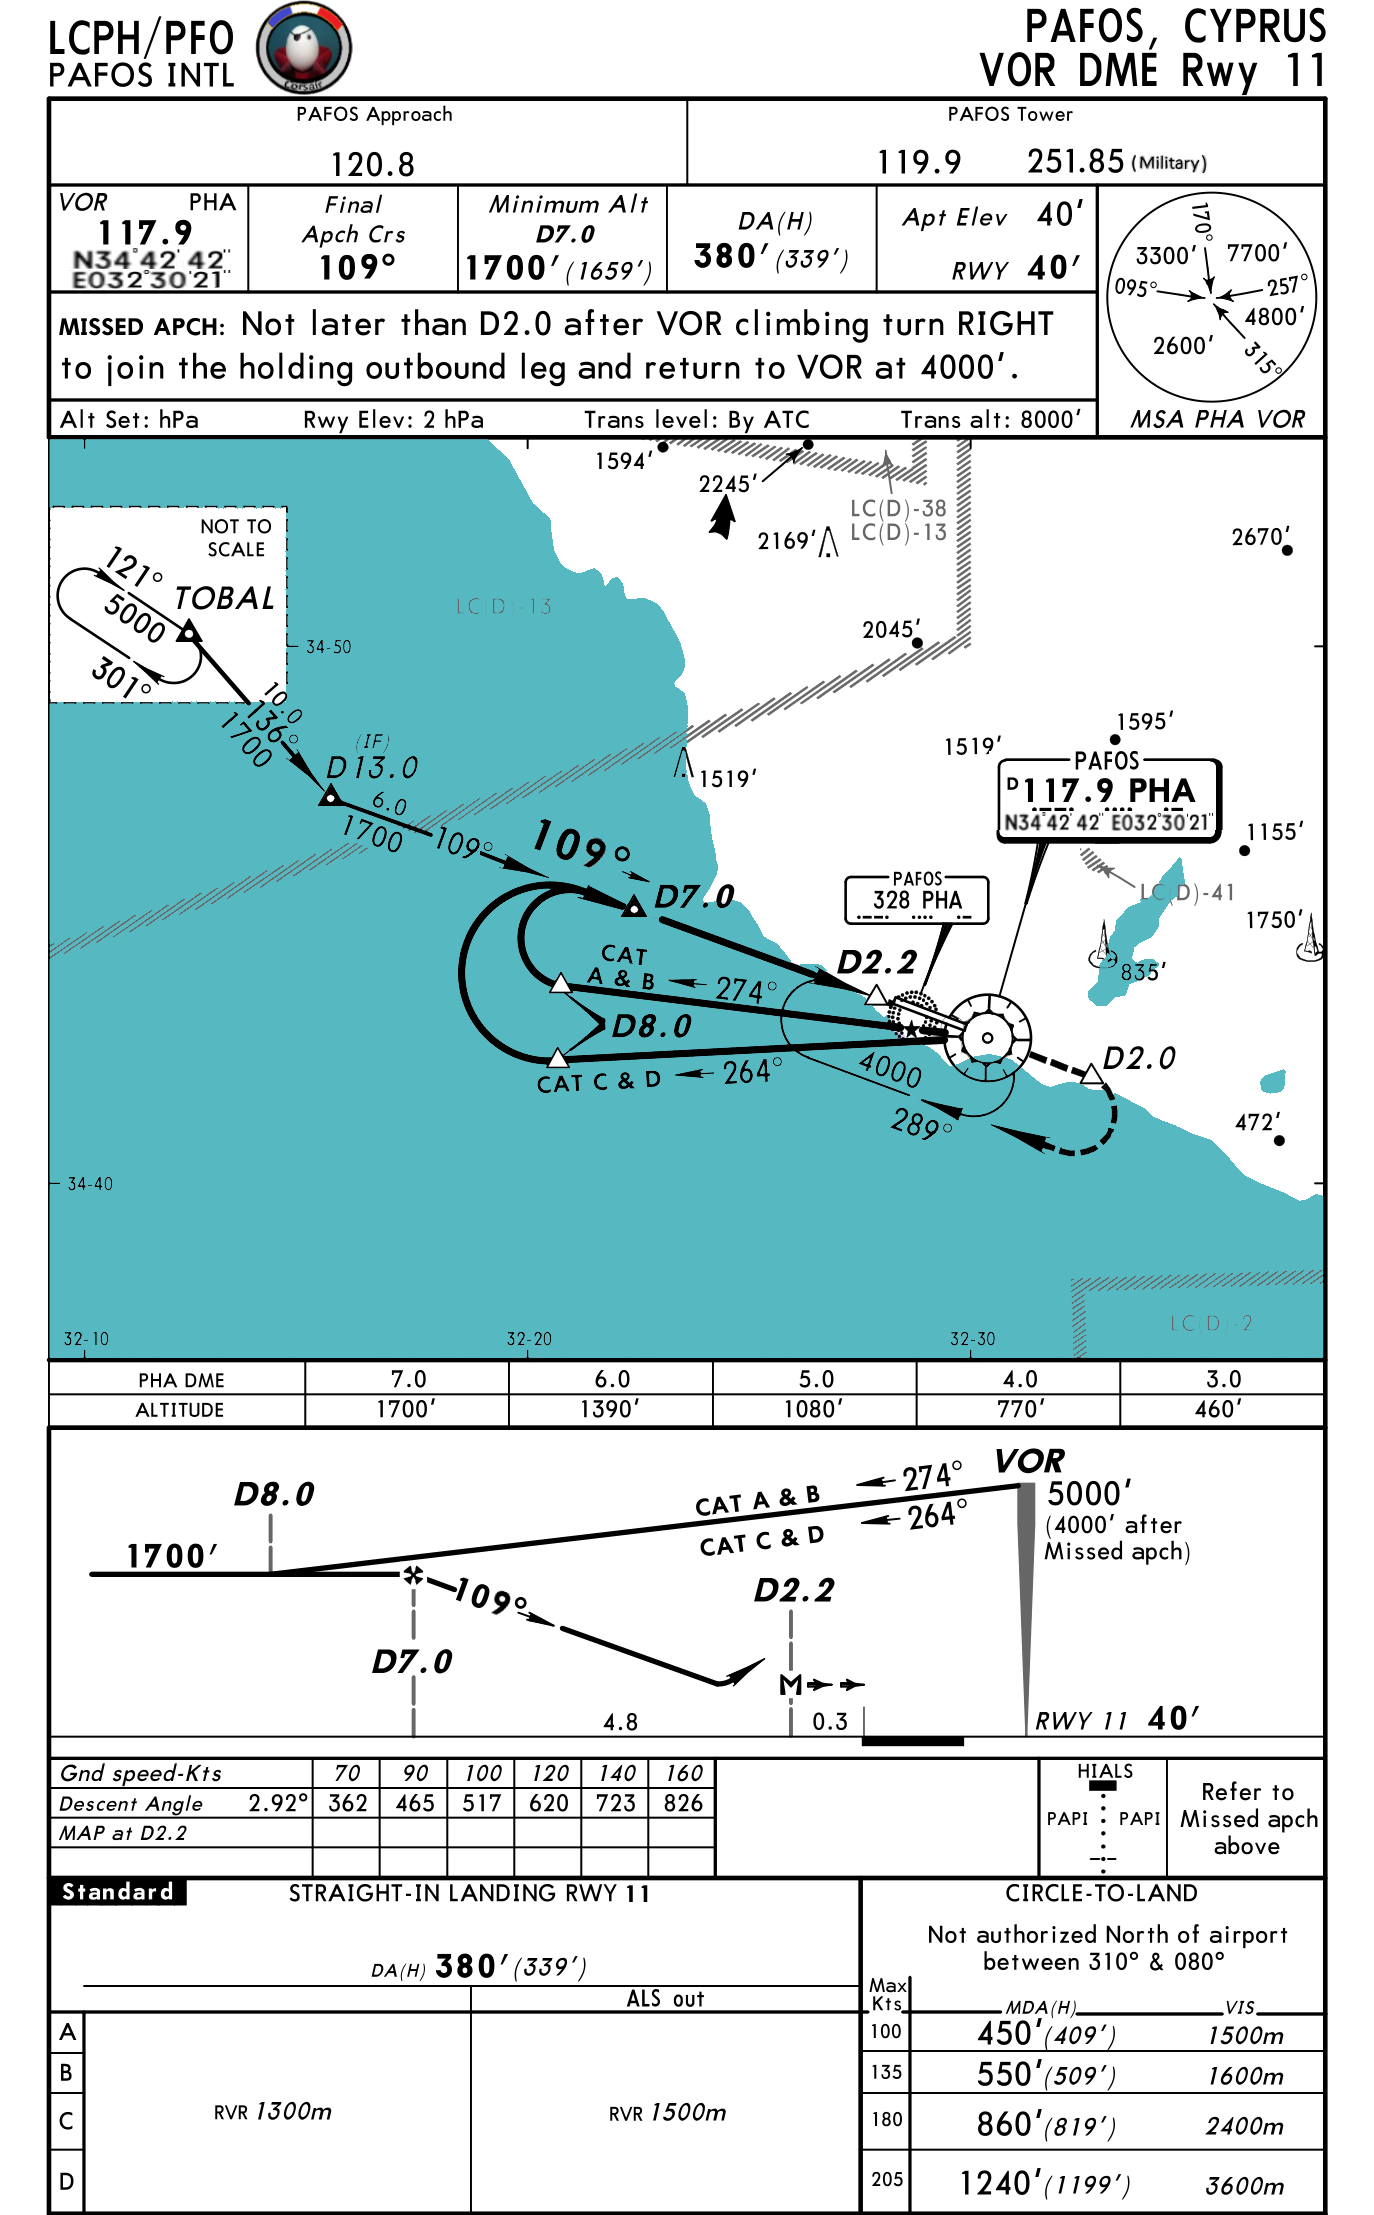 LCPH/PFO
PAFOS INTL
Corsair
PAFOS, CYPRUS
VOR DME Rwy 11
PAFOS Approach
120.8
PAFOS Tower
119.9 251.85 (Military)
VOR PHA
117.9
N34°42'42"
E032°30'21"
Final
Apch Crs
109°
Minimum Alt
D7.0
1700' (1659')
DA(H)
380' (339')
Apt Elev 40'
RWY 40'
MISSED APCH: Not later than D2.0 after VOR climbing turn RIGHT
to join the holding outbound leg and return to VOR at 4000'.
Alt Set: hPa Rwy Elev: 2 hPa Trans level: By ATC Trans alt: 8000'
170°
3300' 7700'
095° 257°
4800'
2600'
315°
MSA PHA VOR
1594'
2245'
LC(D)-38
LC(D)-13
2169'
2670'
NOT TO
SCALE
121°
TOBAL
5000
301°
LC(D)-13
2045'
34-50
10.0
136°
1700
(IF)
D13.0
6.0
1700
109°
109°
1519'
1519'
1595'
PAFOS
D 117.9 PHA
N34°42'42" E032°30'21"
1155'
LC(D)-41
D7.0
PAFOS
328 PHA
1750'
835'
D2.2
CAT
A & B
274°
D8.0
CAT C & D
264°
4000
289°
D2.0
472'
34-40
LC(D)-2
32-10
32-20
32-30
PHA DME 7.0 6.0 5.0 4.0 3.0
ALTITUDE 1700' 1390' 1080' 770' 460'
VOR
5000'
(4000' after
Missed apch)
274°
CAT A & B
264°
CAT C & D
D8.0
1700'
109°
D2.2
D7.0
M
4.8
0.3
RWY 11 40'
Gnd speed-Kts 70 90 100 120 140 160
Descent Angle 2.92° 362 465 517 620 723 826
MAP at D2.2
HIALS
PAPI PAPI
Refer to
Missed apch
above
Standard
STRAIGHT-IN LANDING RWY 11
DA(H) 380' (339')
ALS out
A
B
C
D
RVR 1300m
RVR 1500m
CIRCLE-TO-LAND
Not authorized North of airport
between 310° & 080°
Max
Kts
MDA(H) VIS
100 450' (409') 1500m
135 550' (509') 1600m
180 860' (819') 2400m
205 1240' (1199') 3600m